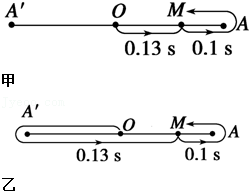 A′ O M A
0.13 s 0.1 s
甲
A′
O M A
0.13 s 0.1 s
乙